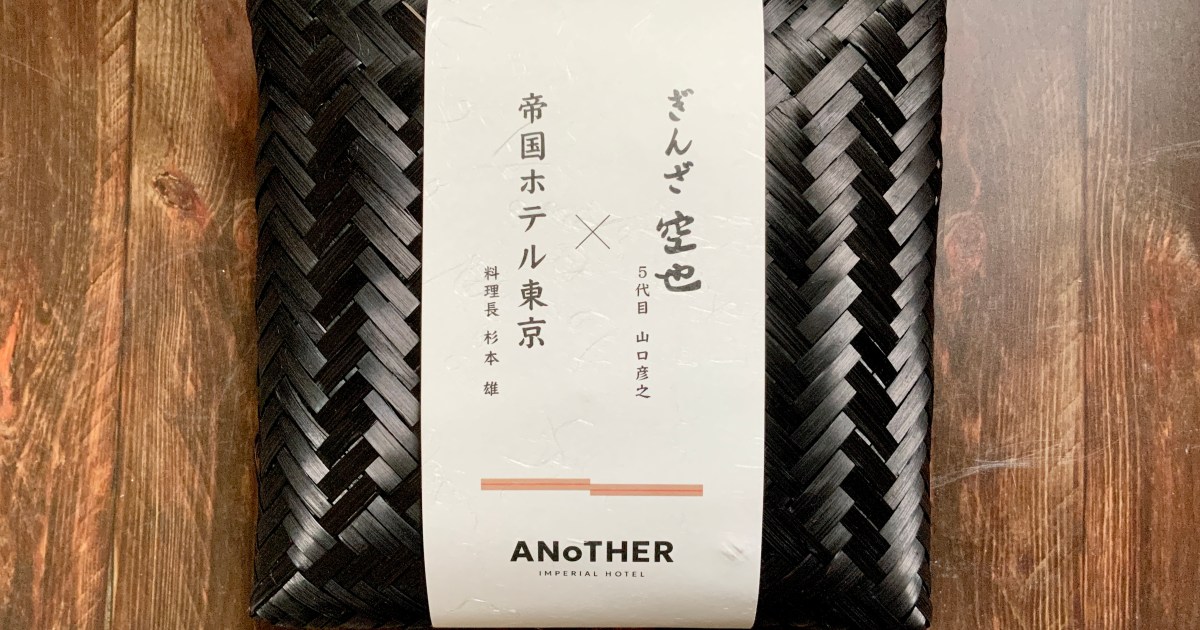 ぎんざ 空也
5代目 山口彦之
×
帝国ホテル東京
料理長 杉本 雄
ANoTHER
IMPERIAL HOTEL